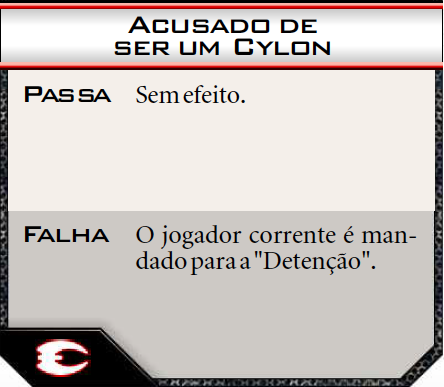 Acusado de
ser um Cylon
Passa Sem efeito.
Falha O jogador corrente é man-
dado para a "Detenção".